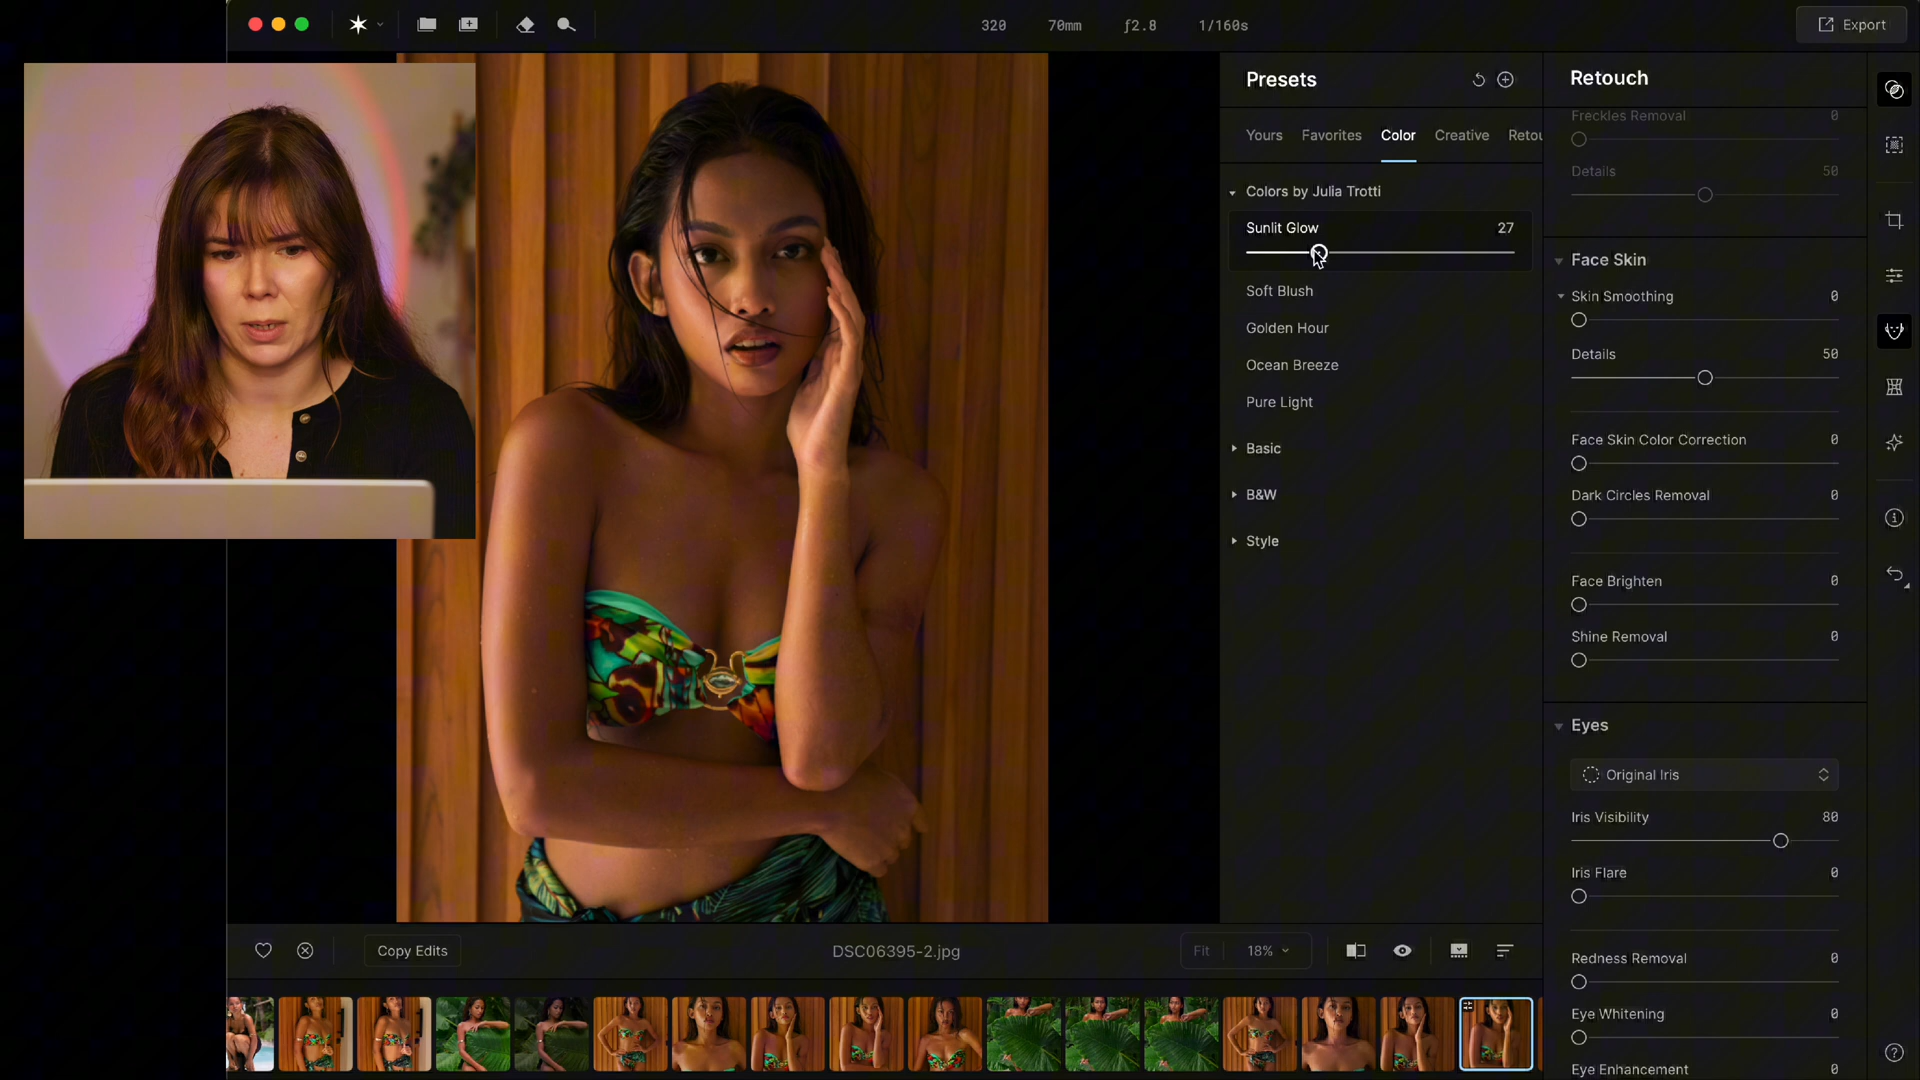 320 70mm ƒ2.8 1/160s
Export
Presets
Yours Favorites Color Creative Retou
Colors by Julia Trotti
Sunlit Glow 27
Soft Blush
Golden Hour
Ocean Breeze
Pure Light
Basic
B&W
Style
Retouch
Freckles Removal 0
Details 50
Face Skin
Skin Smoothing 0
Details 50
Face Skin Color Correction 0
Dark Circles Removal 0
Face Brighten 0
Shine Removal 0
Eyes
Original Iris
Iris Visibility 80
Iris Flare 0
Redness Removal 0
Eye Whitening 0
Eye Enhancement 0
Copy Edits
DSC06395-2.jpg
Fit 18%